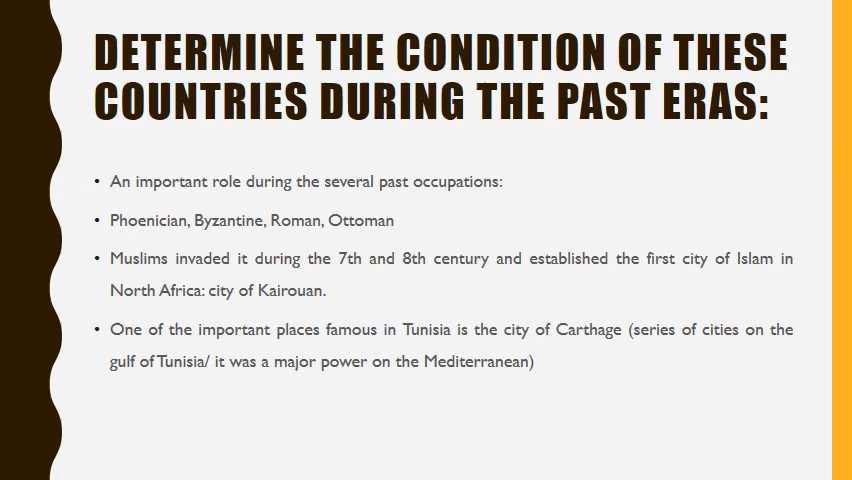 DETERMINE THE CONDITION OF THESE
COUNTRIES DURING THE PAST ERAS:
• An important role during the several past occupations:
• Phoenician, Byzantine, Roman, Ottoman
• Muslims invaded it during the 7th and 8th century and established the first city of Islam in
North Africa: city of Kairouan.
• One of the important places famous in Tunisia is the city of Carthage (series of cities on the
gulf of Tunisia/ it was a major power on the Mediterranean)